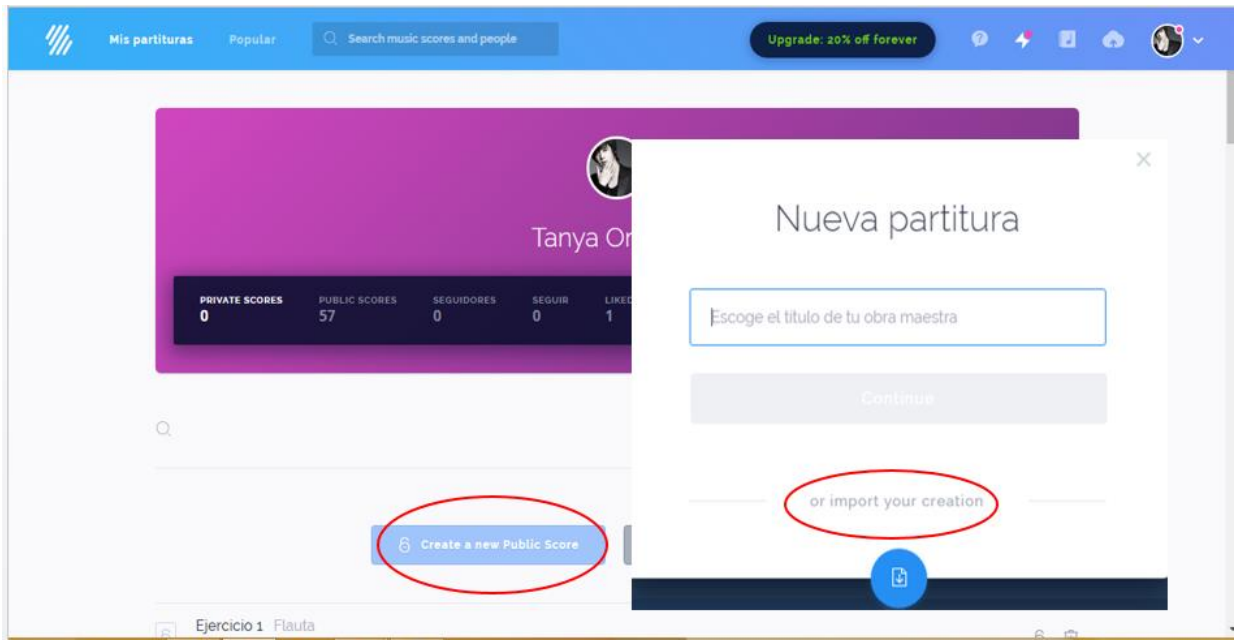 Mis partituras Popular Search music scores and people Upgrade: 20% off forever
Nueva partitura
Tanya Or
PRIVATE SCORES PUBLIC SCORES SEGUIDORES SEGUIR LIKED
0 57 0 0 1
Escoge el título de tu obra maestra
Continue
or import your creation
Create a new Public Score
Ejercicio 1 Flauta